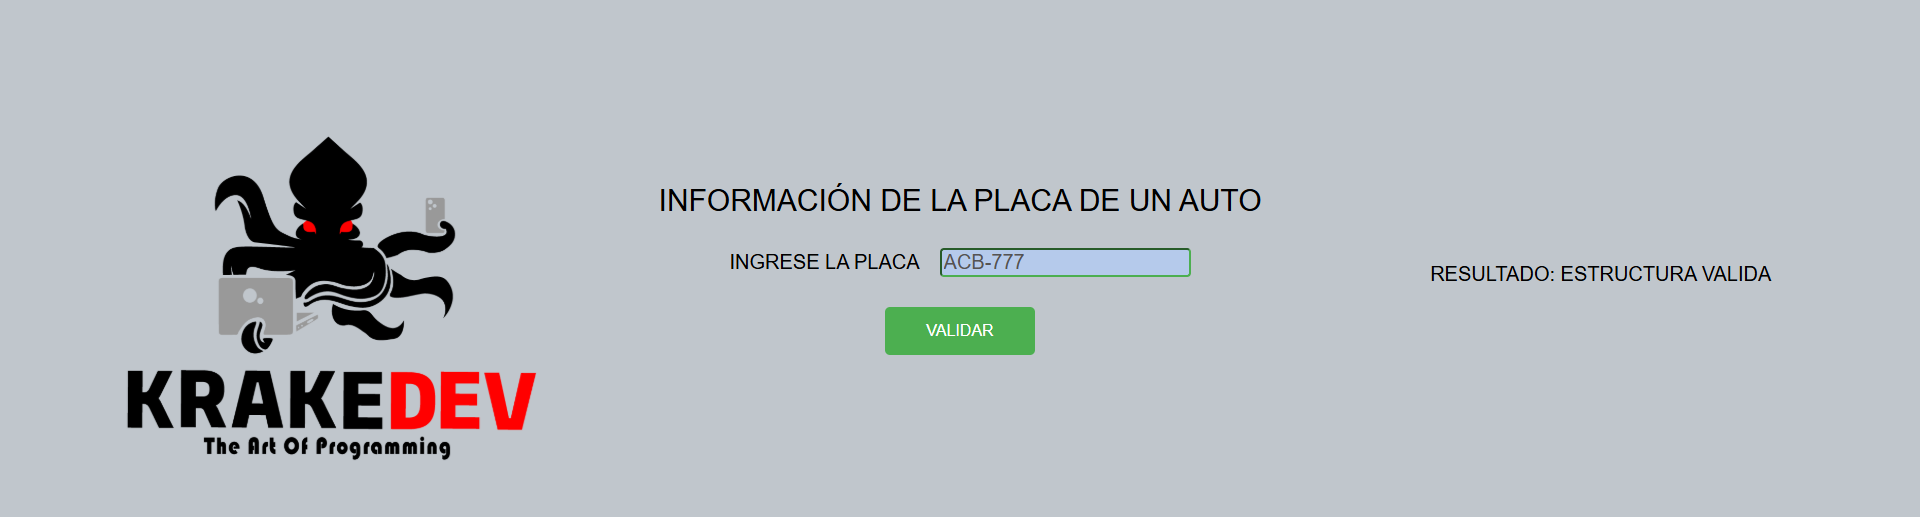 INFORMACIÓN DE LA PLACA DE UN AUTO
INGRESE LA PLACA ACB-777
RESULTADO: ESTRUCTURA VALIDA
VALIDAR
KRAKEDEV
The Art Of Programming